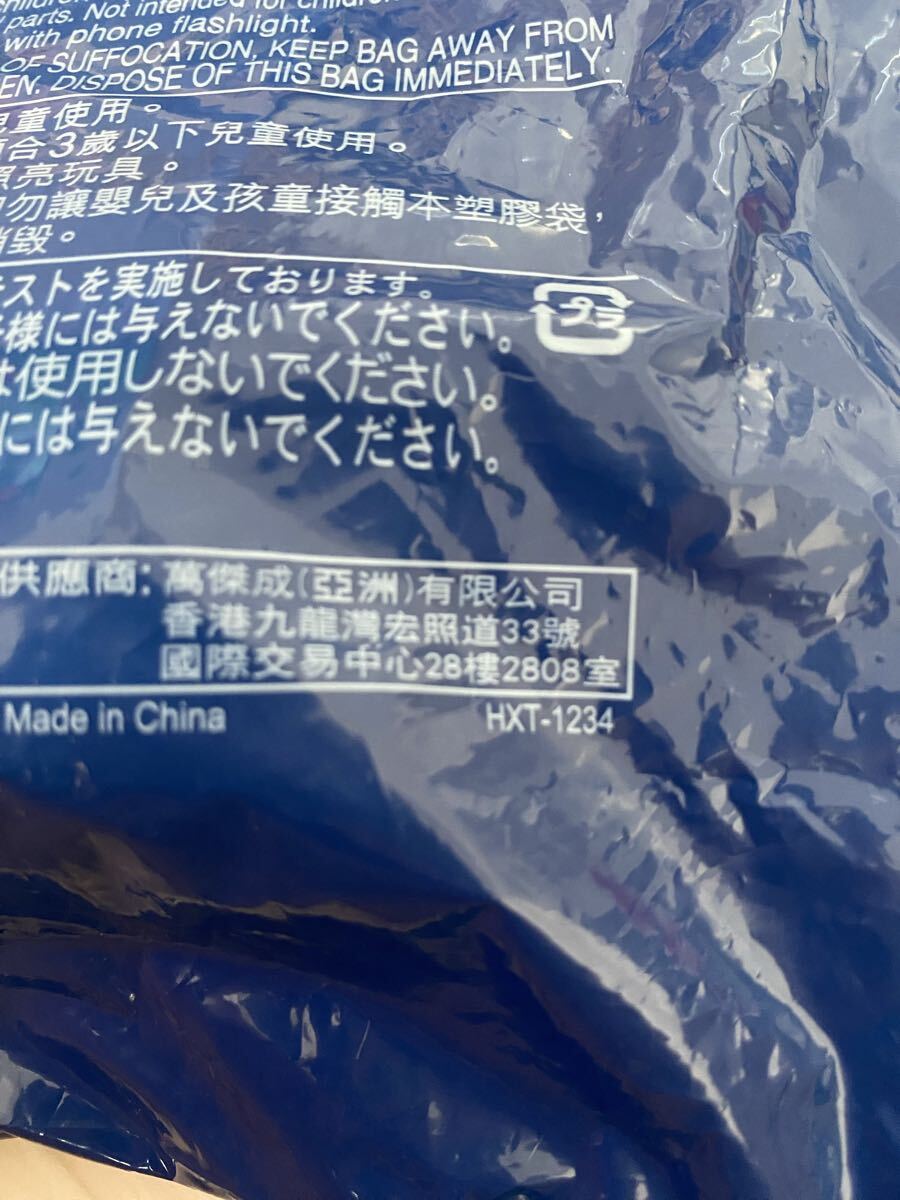 parts. Not intended for
with phone flashlight.
OF SUFFOCATION, KEEP BAG AWAY FROM
EN. DISPOSE OF THIS BAG IMMEDIATELY.
童使用。
合3歲以下兒童使用。
照亮玩具。
勿讓嬰兒及孩童接觸本塑膠袋,
毀。
テストを実施しております。
様には与えないでください。
は使用しないでください。
には与えないでください。
プラ
供應商: 萬傑成(亞洲)有限公司
香港九龍灣宏照道33號
國際交易中心28樓2808室
Made in China
HXT-1234